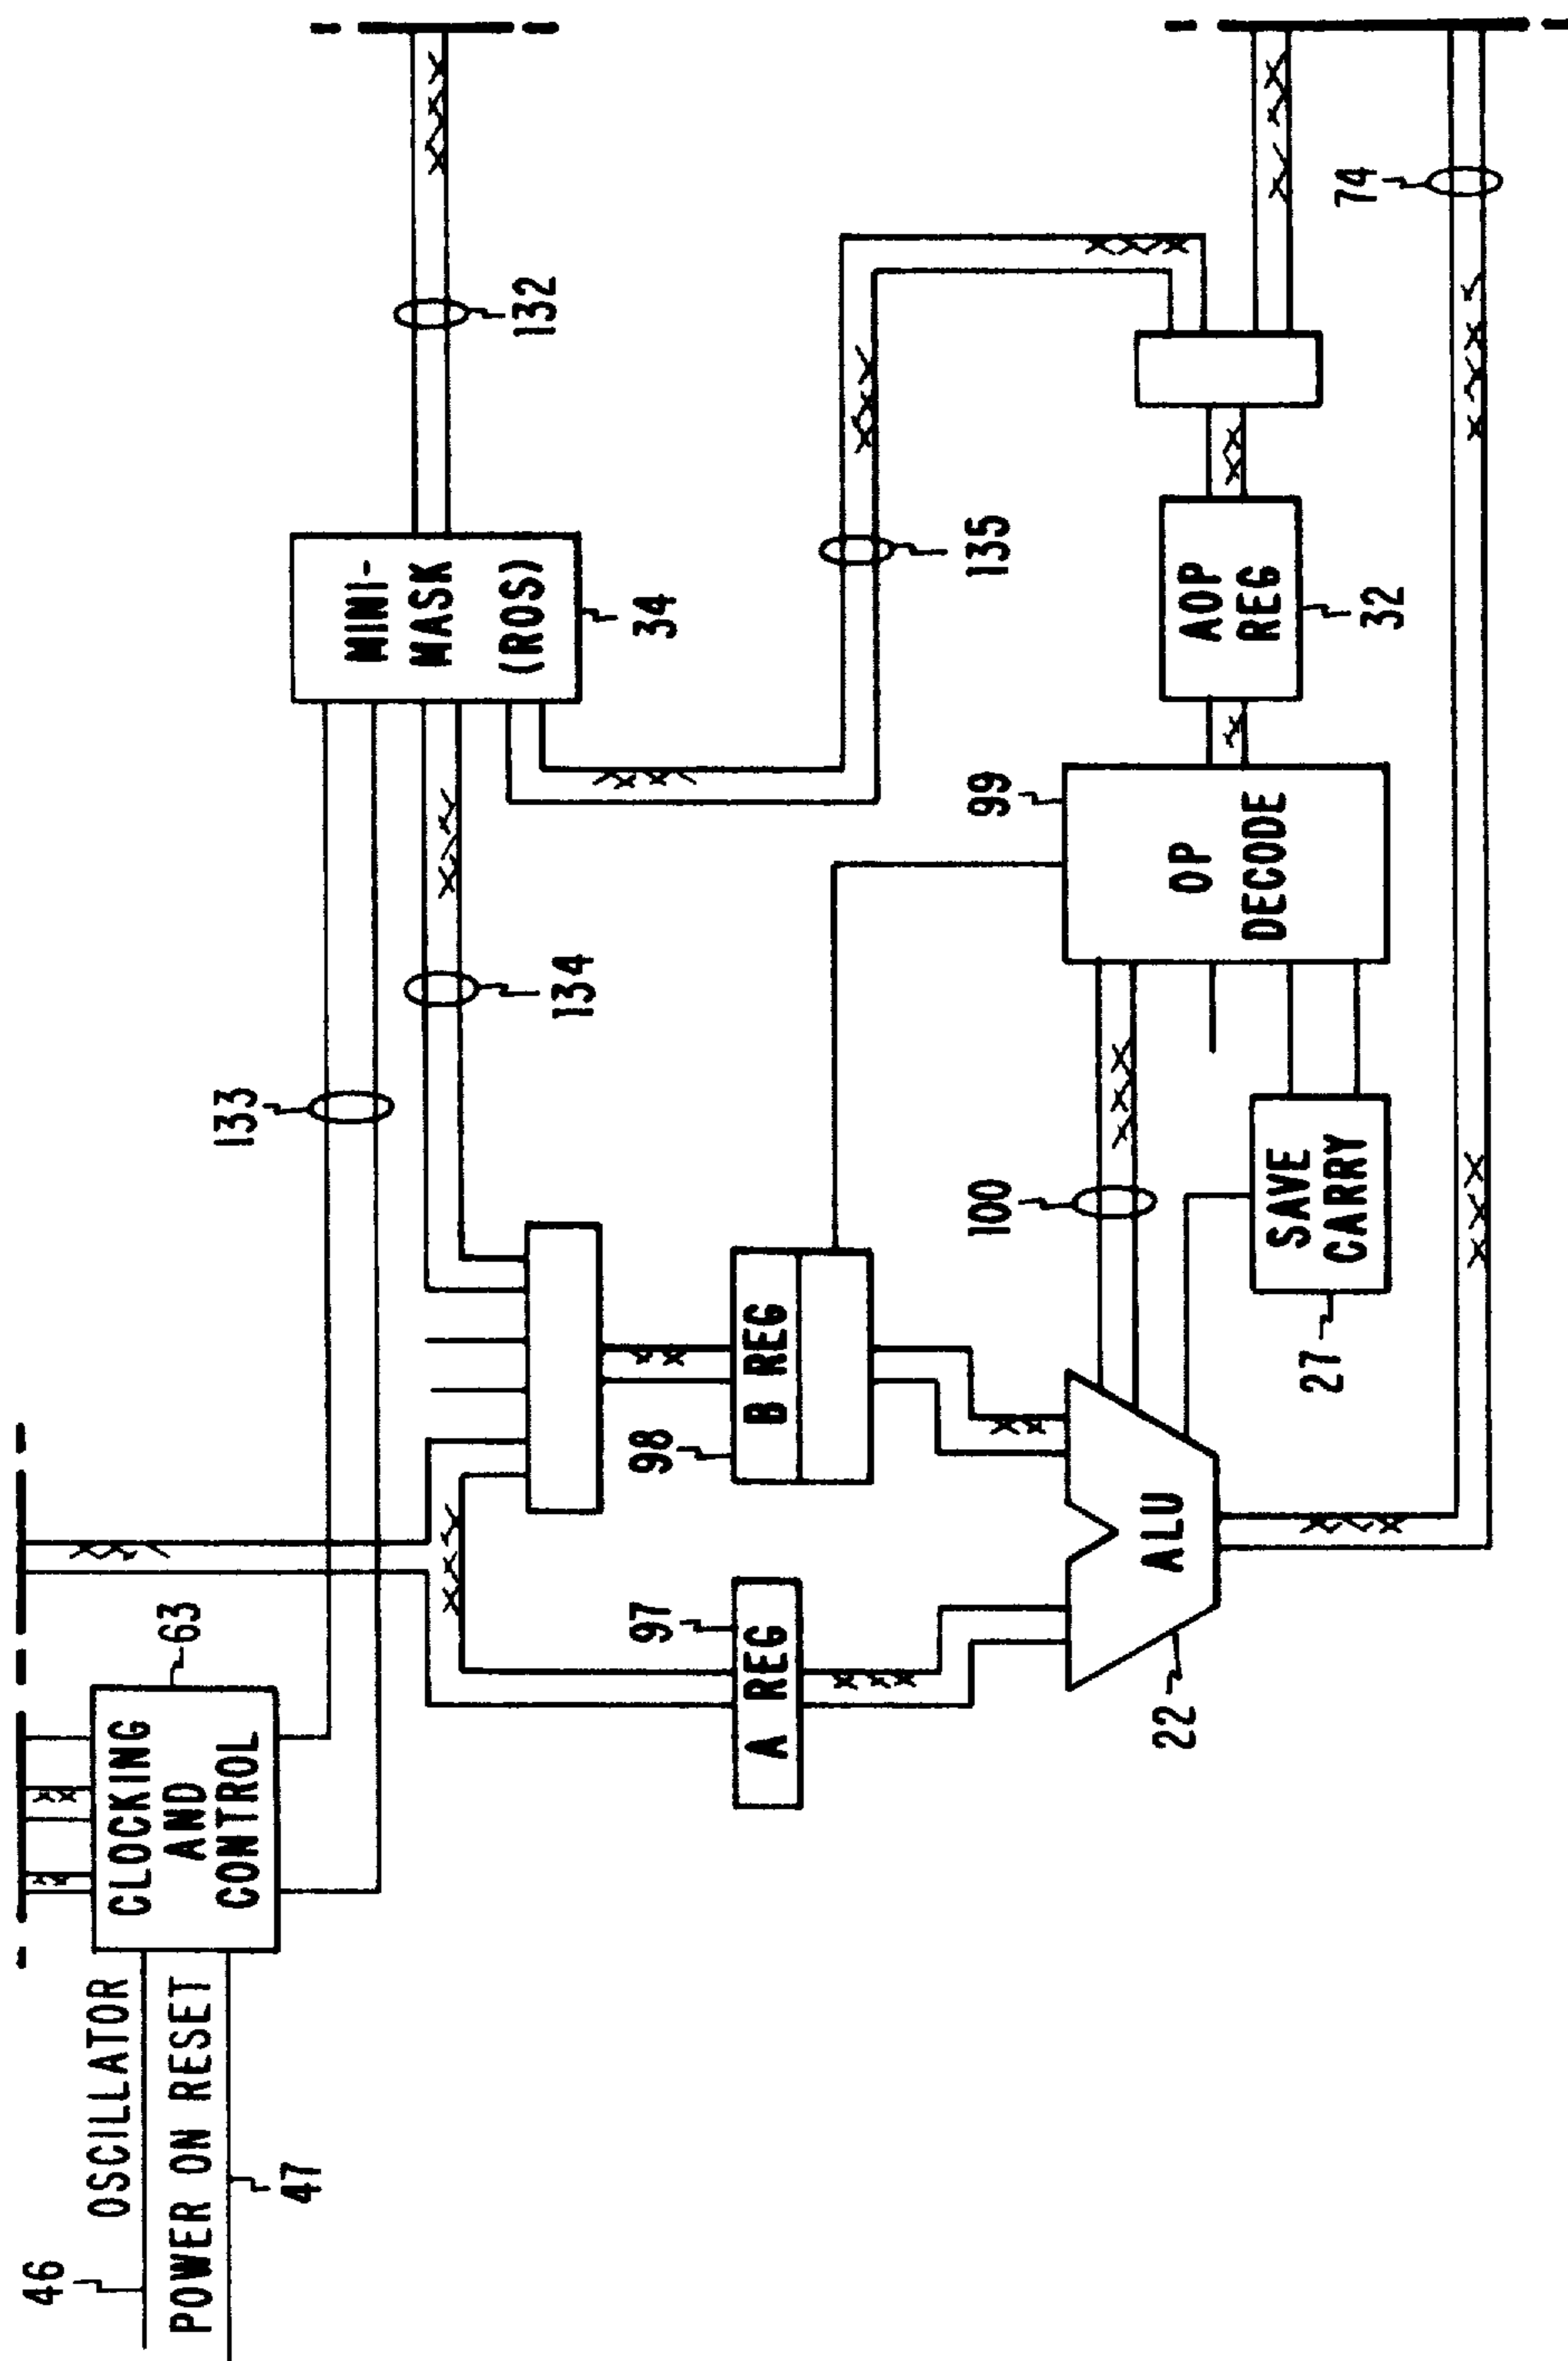 46
OSCILLATOR
POWER ON RESET
47
CLOCKING
AND
CONTROL
63
133
134
MINI-
MASK
(ROS)
34
132
135
97
A REG
98
B REG
22
ALU
100
27
SAVE
CARRY
99
OP
DECODE
AOP
REG
32
74